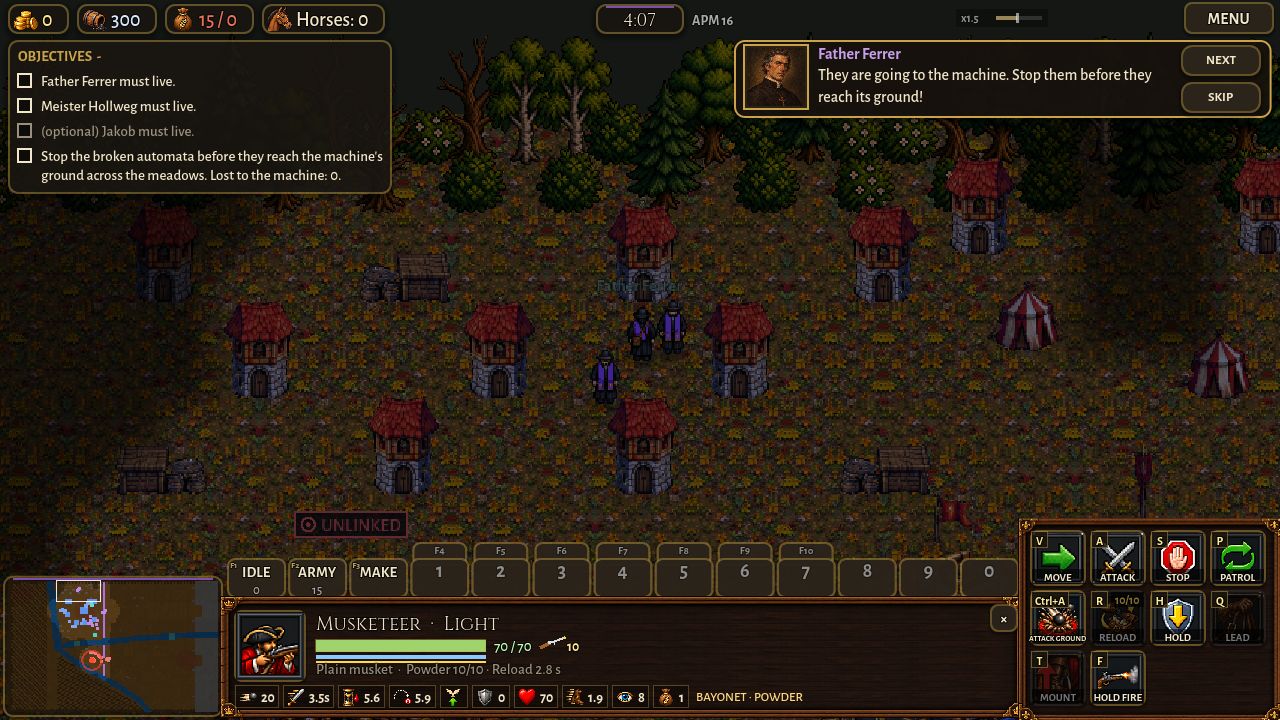 0
300
15 / 0
Horses: 0
4:07
APM 16
x1.5
MENU
OBJECTIVES -
Father Ferrer must live.
Meister Hollweg must live.
(optional) Jakob must live.
Stop the broken automata before they reach the machine's
ground across the meadows. Lost to the machine: 0.
Father Ferrer
They are going to the machine. Stop them before they
reach its ground!
NEXT
SKIP
Father Ferrer
UNLINKED
F1 IDLE
0
F2 ARMY
15
F3 MAKE
F4 F5 F6 F7 F8 F9 F10
1 2 3 4 5 6 7 8 9 0
MUSKETEER · LIGHT
70 / 70
10
Plain musket · Powder 10/10 · Reload 2.8 s
20 3.5s 5.6 5.9 0 70 1.9 8 1 BAYONET · POWDER
×
V MOVE
A ATTACK
S STOP
P PATROL
Ctrl+A ATTACK GROUND
R 10/10 RELOAD
H HOLD
Q LEAD
T MOUNT
F HOLD FIRE